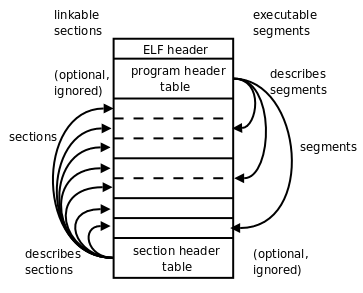 linkable
sections
executable
segments
ELF header
(optional,
ignored)
program header
table
describes
segments
sections
segments
describes
sections
section header
table
(optional,
ignored)